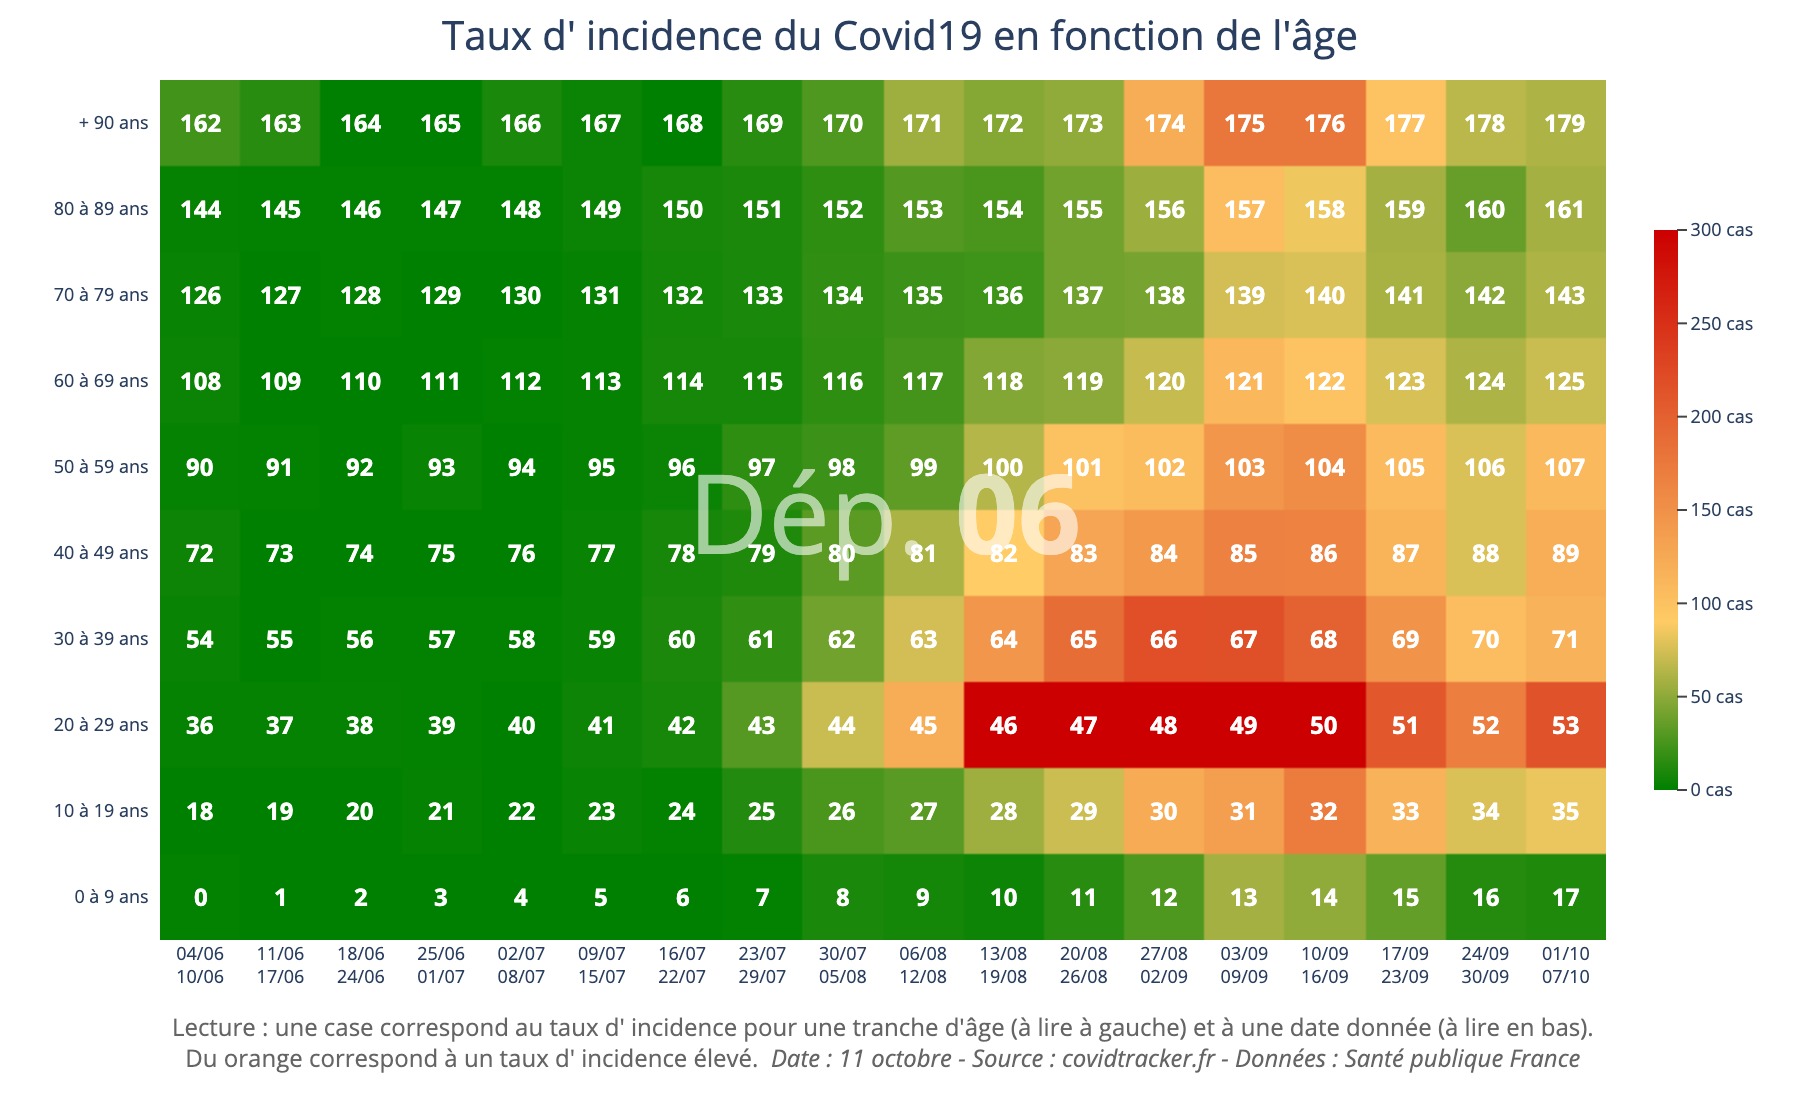 Taux d' incidence du Covid19 en fonction de l'âge
+ 90 ans 162 163 164 165 166 167 168 169 170 171 172 173 174 175 176 177 178 179
80 à 89 ans 144 145 146 147 148 149 150 151 152 153 154 155 156 157 158 159 160 161
70 à 79 ans 126 127 128 129 130 131 132 133 134 135 136 137 138 139 140 141 142 143
60 à 69 ans 108 109 110 111 112 113 114 115 116 117 118 119 120 121 122 123 124 125
50 à 59 ans 90 91 92 93 94 95 96 97 98 99 100 101 102 103 104 105 106 107
Dép. 06
40 à 49 ans 72 73 74 75 76 77 78 79 80 81 82 83 84 85 86 87 88 89
30 à 39 ans 54 55 56 57 58 59 60 61 62 63 64 65 66 67 68 69 70 71
20 à 29 ans 36 37 38 39 40 41 42 43 44 45 46 47 48 49 50 51 52 53
10 à 19 ans 18 19 20 21 22 23 24 25 26 27 28 29 30 31 32 33 34 35
0 à 9 ans 0 1 2 3 4 5 6 7 8 9 10 11 12 13 14 15 16 17
04/06 11/06 18/06 25/06 02/07 09/07 16/07 23/07 30/07 06/08 13/08 20/08 27/08 03/09 10/09 17/09 24/09 01/10
10/06 17/06 24/06 01/07 08/07 15/07 22/07 29/07 05/08 12/08 19/08 26/08 02/09 09/09 16/09 23/09 30/09 07/10
300 cas
250 cas
200 cas
150 cas
100 cas
50 cas
0 cas
Lecture : une case correspond au taux d' incidence pour une tranche d'âge (à lire à gauche) et à une date donnée (à lire en bas).
Du orange correspond à un taux d' incidence élevé. Date : 11 octobre - Source : covidtracker.fr - Données : Santé publique France